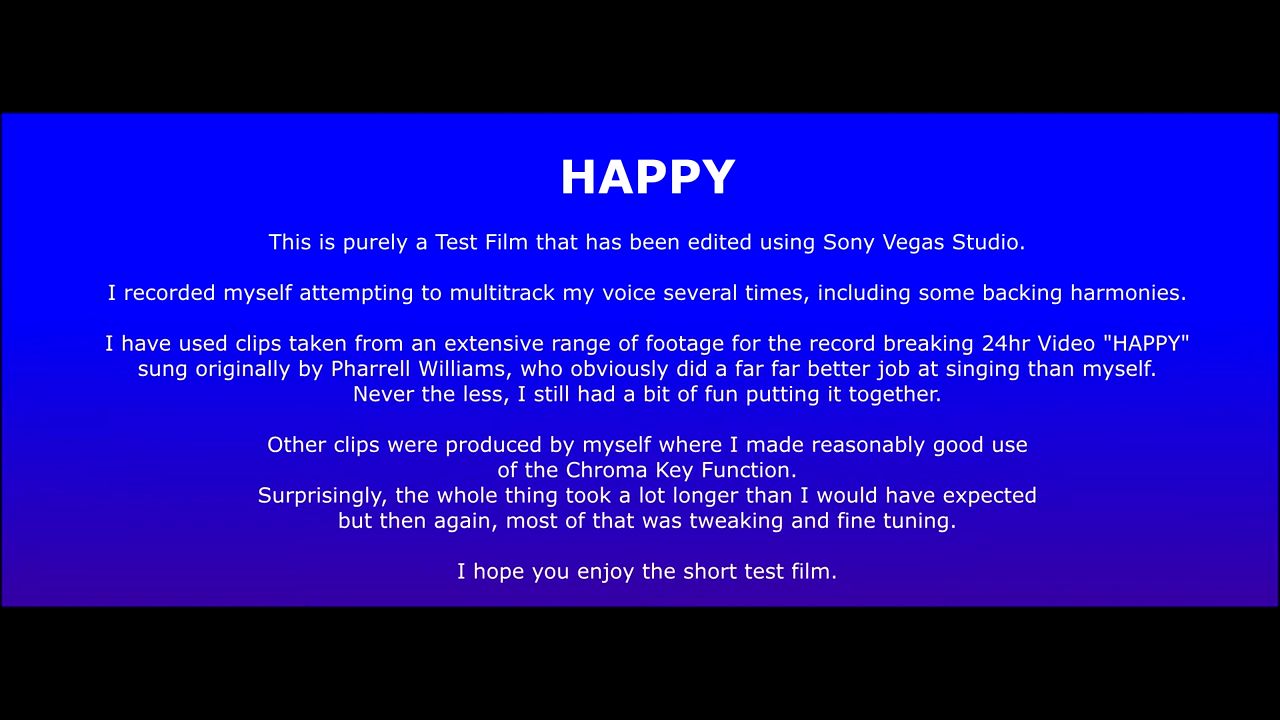 HAPPY
This is purely a Test Film that has been edited using Sony Vegas Studio.
I recorded myself attempting to multitrack my voice several times, including some backing harmonies.
I have used clips taken from an extensive range of footage for the record breaking 24hr Video "HAPPY"
sung originally by Pharrell Williams, who obviously did a far far better job at singing than myself.
Never the less, I still had a bit of fun putting it together.
Other clips were produced by myself where I made reasonably good use
of the Chroma Key Function.
Surprisingly, the whole thing took a lot longer than I would have expected
but then again, most of that was tweaking and fine tuning.
I hope you enjoy the short test film.